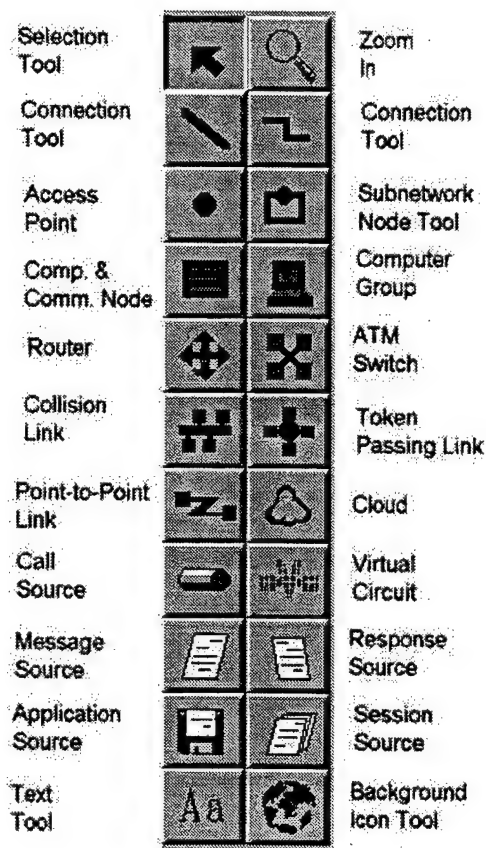 Selection
Tool
Zoom
In
Connection
Tool
Connection
Tool
Access
Point
Subnetwork
Node Tool
Comp. &
Comm. Node
Computer
Group
Router
ATM
Switch
Collision
Link
Token
Passing Link
Point-to-Point
Link
Cloud
Call
Source
Virtual
Circuit
Message
Source
Response
Source
Application
Source
Session
Source
Text
Tool
Aa
Background
Icon Tool